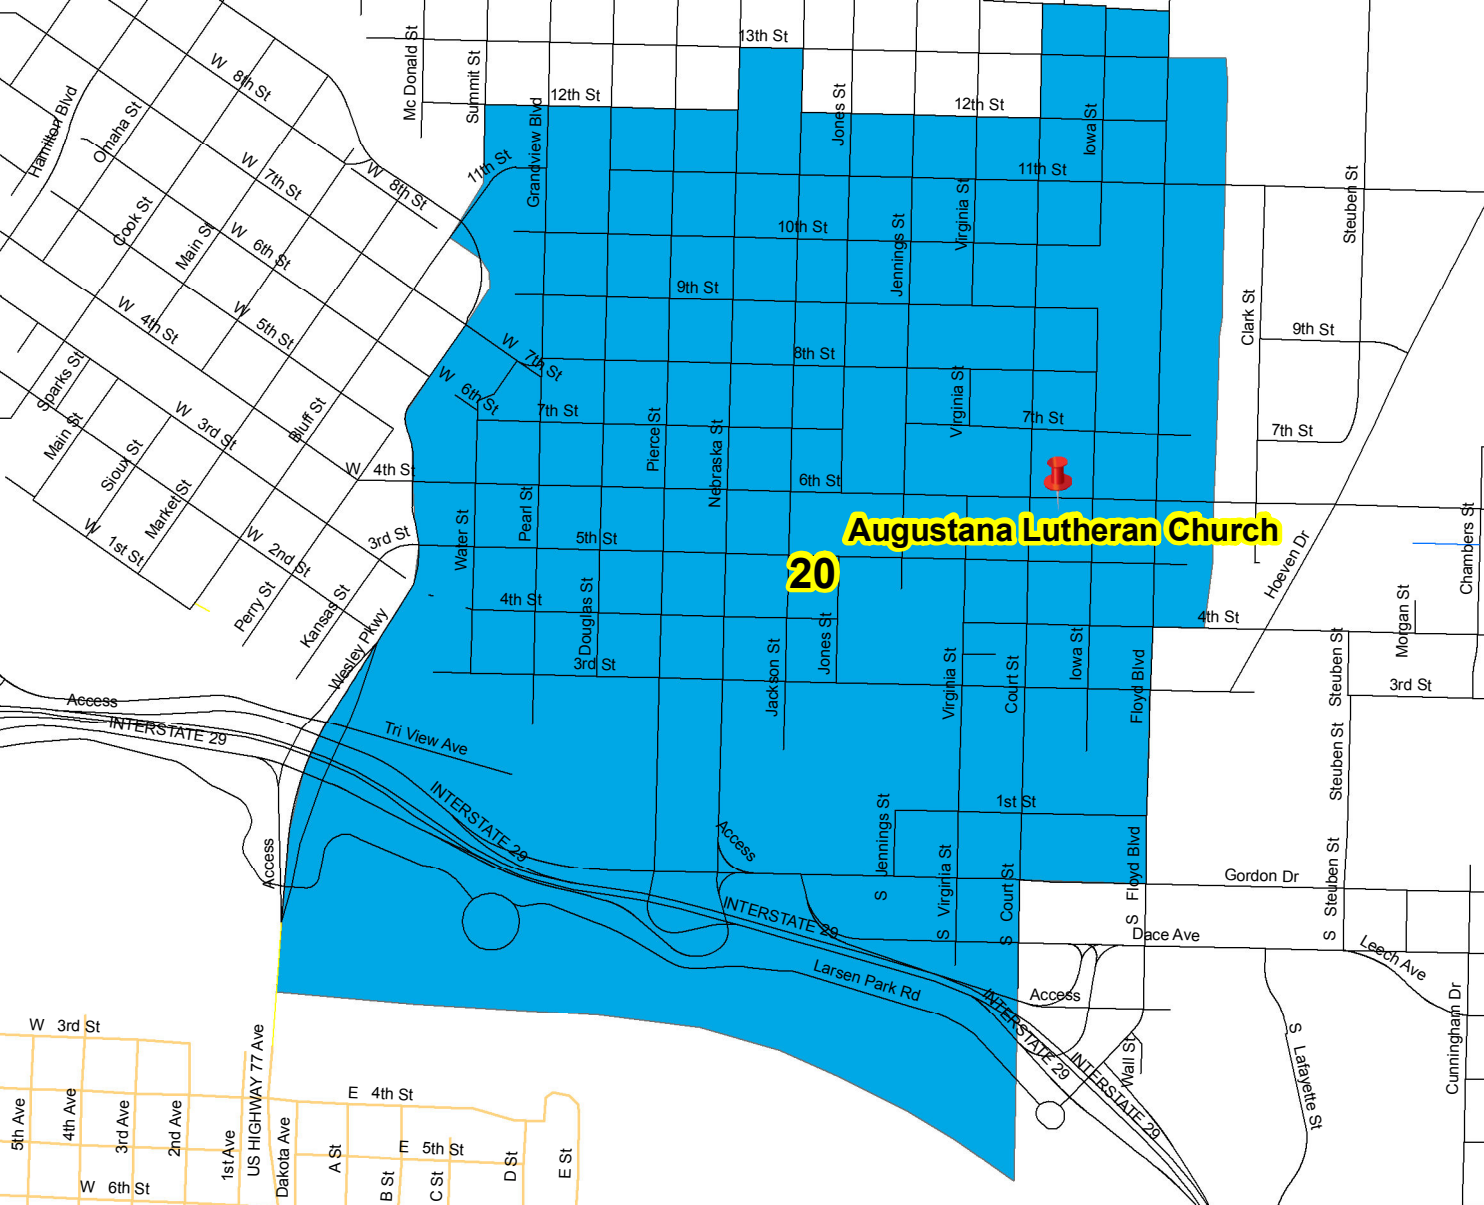 13th St
Mc Donald St
Summit St
W 8th St
Hamilton Blvd
Omaha St
12th St
Grandview Blvd
Jones St
12th St
Iowa St
11th St
W 7th St
W 8th St
11th St
Steuben St
Cook St
Main St
W 6th St
10th St
Jennings St
Virginia St
9th St
W 4th St
W 5th St
Clark St
9th St
W 7th St
8th St
Sparks St
W 6th St
Virginia St
Main St
W 3rd St
Bluff St
7th St
Pierce St
7th St
7th St
Sioux St
W 4th St
Nebraska St
6th St
Market St
Pearl St
W 1st St
W 2nd St
3rd St
Water St
5th St
Augustana Lutheran Church
20
Hoeven Dr
Chambers St
Perry St
Kansas St
Wesley Pkwy
4th St
Douglas St
3rd St
Jackson St
Jones St
Virginia St
Court St
Iowa St
Floyd Blvd
4th St
Steuben St
Morgan St
3rd St
Access
INTERSTATE 29
Tri View Ave
Steuben St
INTERSTATE 29
Access
Access
S Jennings St
1st St
S Virginia St
S Court St
S Floyd Blvd
Gordon Dr
S Steuben St
INTERSTATE 29
Dace Ave
Leech Ave
Larsen Park Rd
Access
INTERSTATE 29
Wall St
INTERSTATE 29
S Lafayette St
Cunningham Dr
W 3rd St
US HIGHWAY 77 Ave
E 4th St
5th Ave
4th Ave
3rd Ave
2nd Ave
1st Ave
Dakota Ave
A St
E 5th St
B St
C St
D St
E St
W 6th St